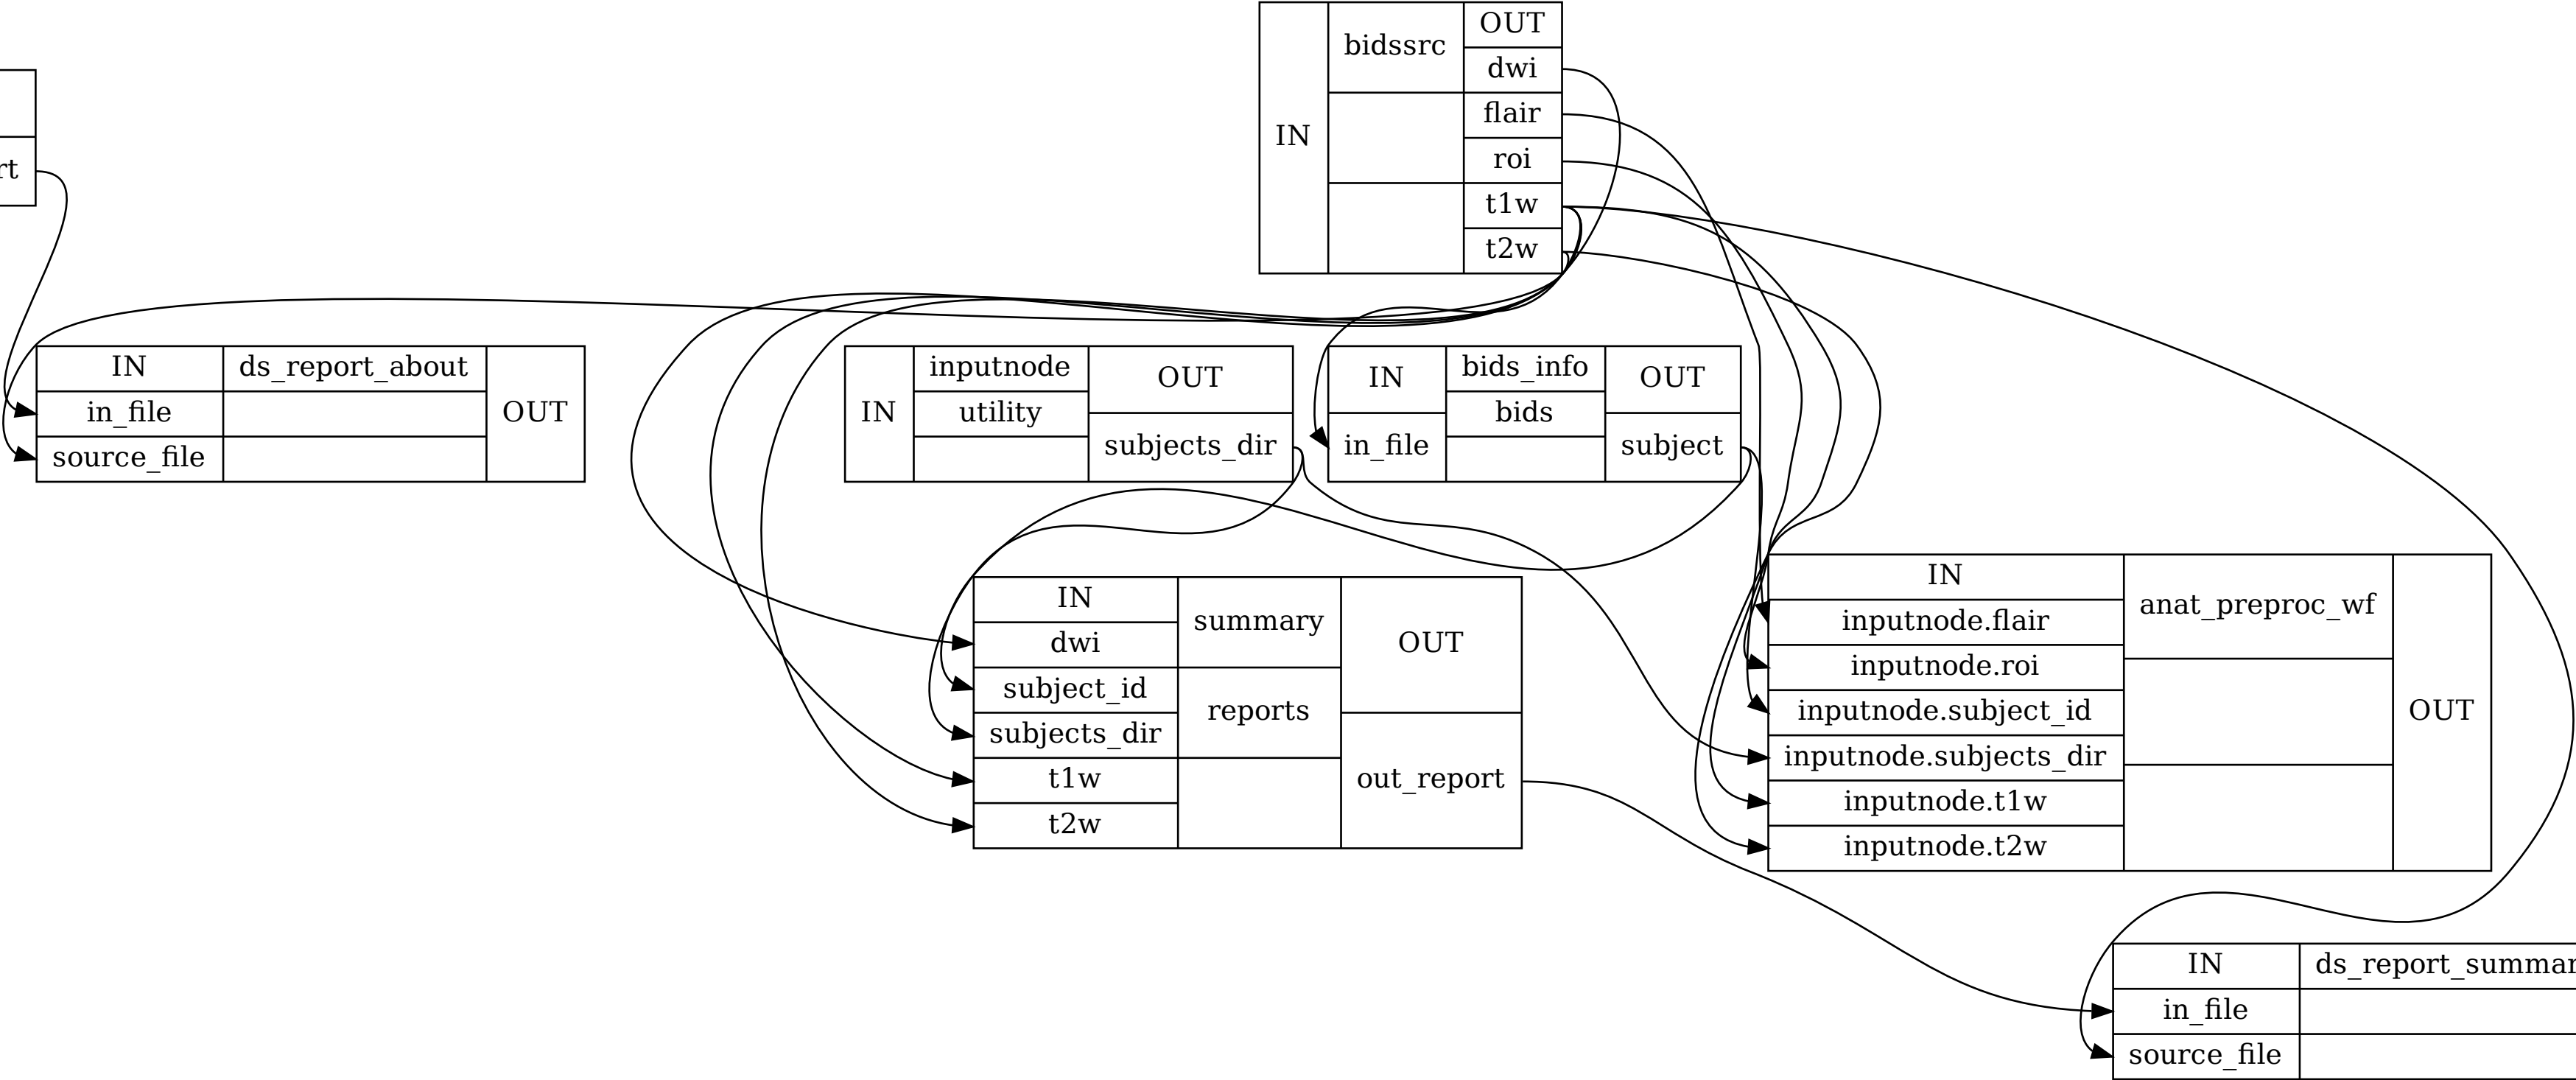 IN
bidssrc
OUT
dwi
flair
roi
t1w
t2w
rt
IN
ds_report_about
OUT
in_file
source_file
IN
inputnode
utility
OUT
subjects_dir
IN
in_file
bids_info
bids
OUT
subject
IN
dwi
subject_id
subjects_dir
t1w
t2w
summary
reports
OUT
out_report
IN
inputnode.flair
inputnode.roi
inputnode.subject_id
inputnode.subjects_dir
inputnode.t1w
inputnode.t2w
anat_preproc_wf
OUT
IN
in_file
source_file
ds_report_summar